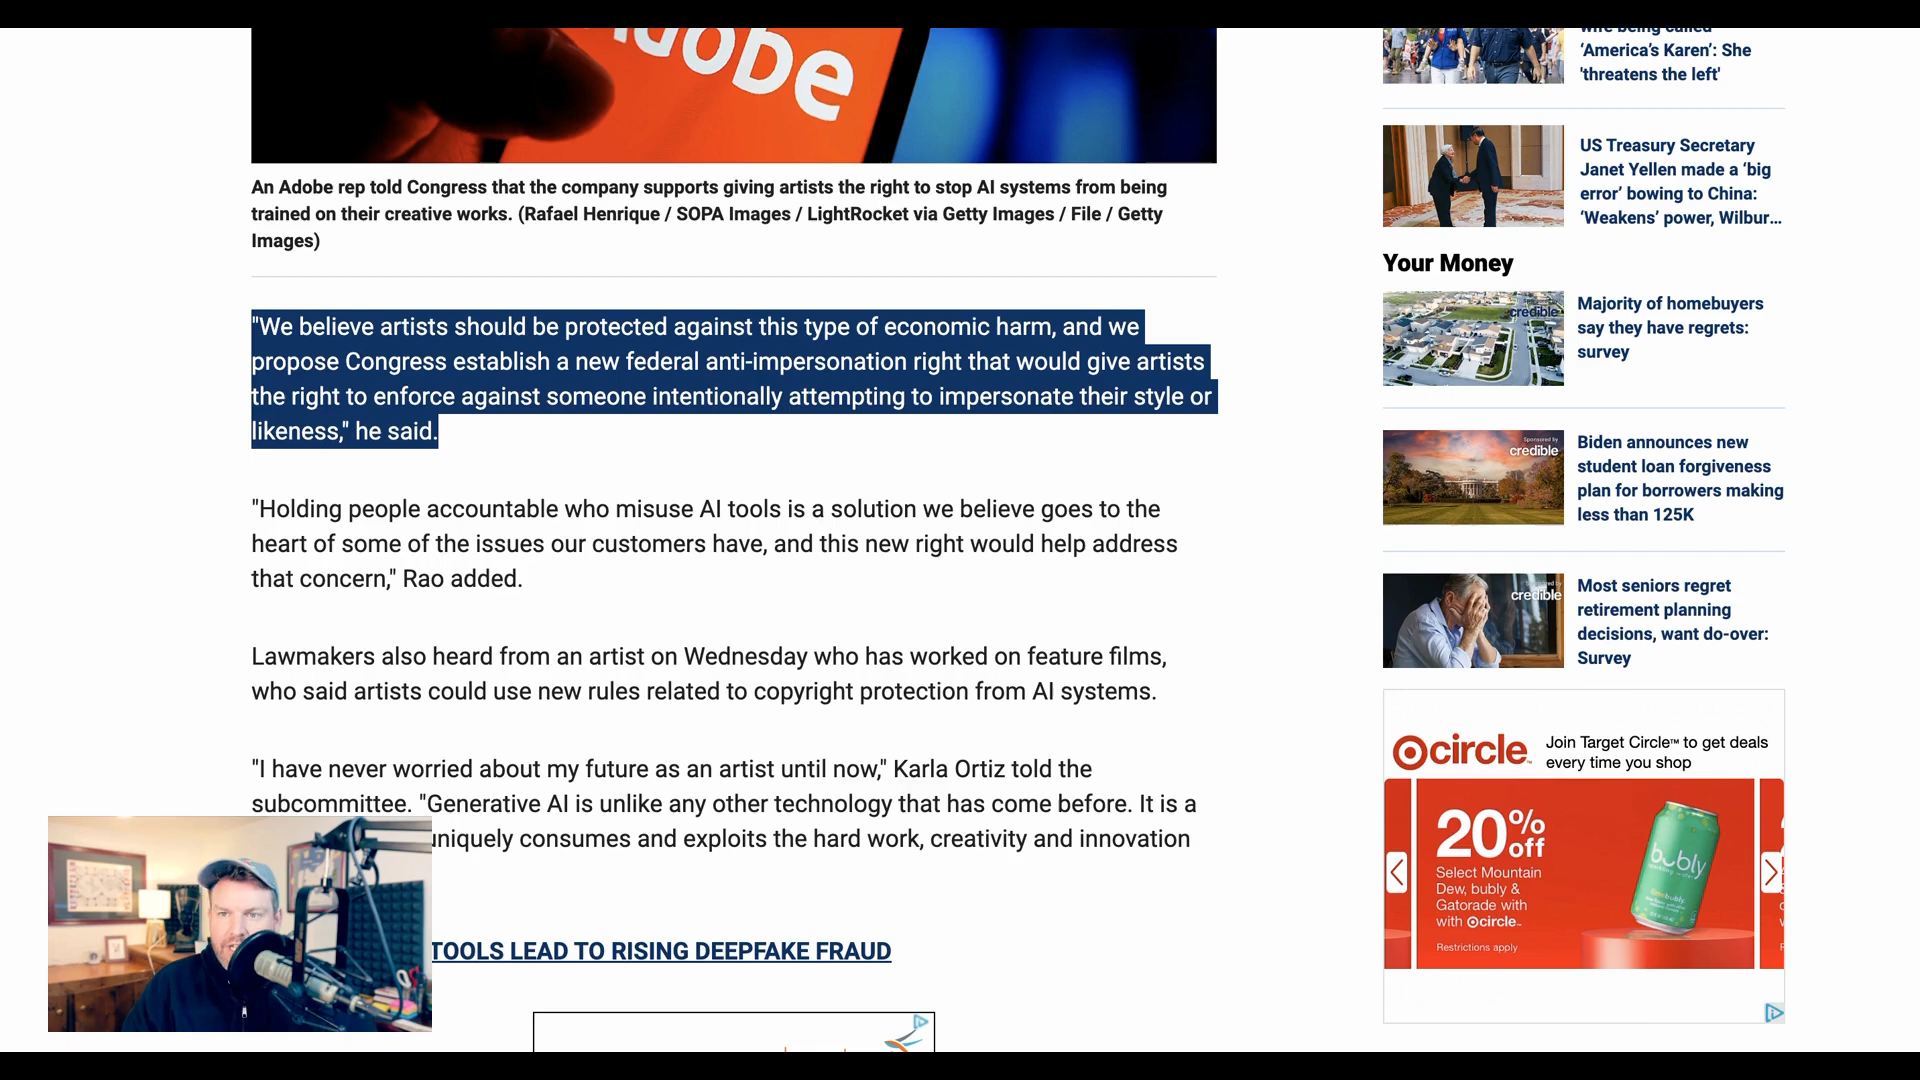 Adobe
An Adobe rep told Congress that the company supports giving artists the right to stop AI systems from being
trained on their creative works. (Rafael Henrique / SOPA Images / LightRocket via Getty Images / File / Getty
Images)
"We believe artists should be protected against this type of economic harm, and we
propose Congress establish a new federal anti-impersonation right that would give artists
the right to enforce against someone intentionally attempting to impersonate their style or
likeness," he said.
"Holding people accountable who misuse AI tools is a solution we believe goes to the
heart of some of the issues our customers have, and this new right would help address
that concern," Rao added.
Lawmakers also heard from an artist on Wednesday who has worked on feature films,
who said artists could use new rules related to copyright protection from AI systems.
"I have never worried about my future as an artist until now," Karla Ortiz told the
subcommittee. "Generative AI is unlike any other technology that has come before. It is a
uniquely consumes and exploits the hard work, creativity and innovation
TOOLS LEAD TO RISING DEEPFAKE FRAUD
wife being called
‘America’s Karen’: She
'threatens the left'
US Treasury Secretary
Janet Yellen made a ‘big
error’ bowing to China:
‘Weakens’ power, Wilbur...
Your Money
credible
Majority of homebuyers
say they have regrets:
survey
Sponsored by
credible
Biden announces new
student loan forgiveness
plan for borrowers making
less than 125K
credible
Most seniors regret
retirement planning
decisions, want do-over:
Survey
circle
Join Target Circle™ to get deals
every time you shop
20% off
Select Mountain
Dew, bubly &
Gatorade with
with circle™
Restrictions apply
bubly